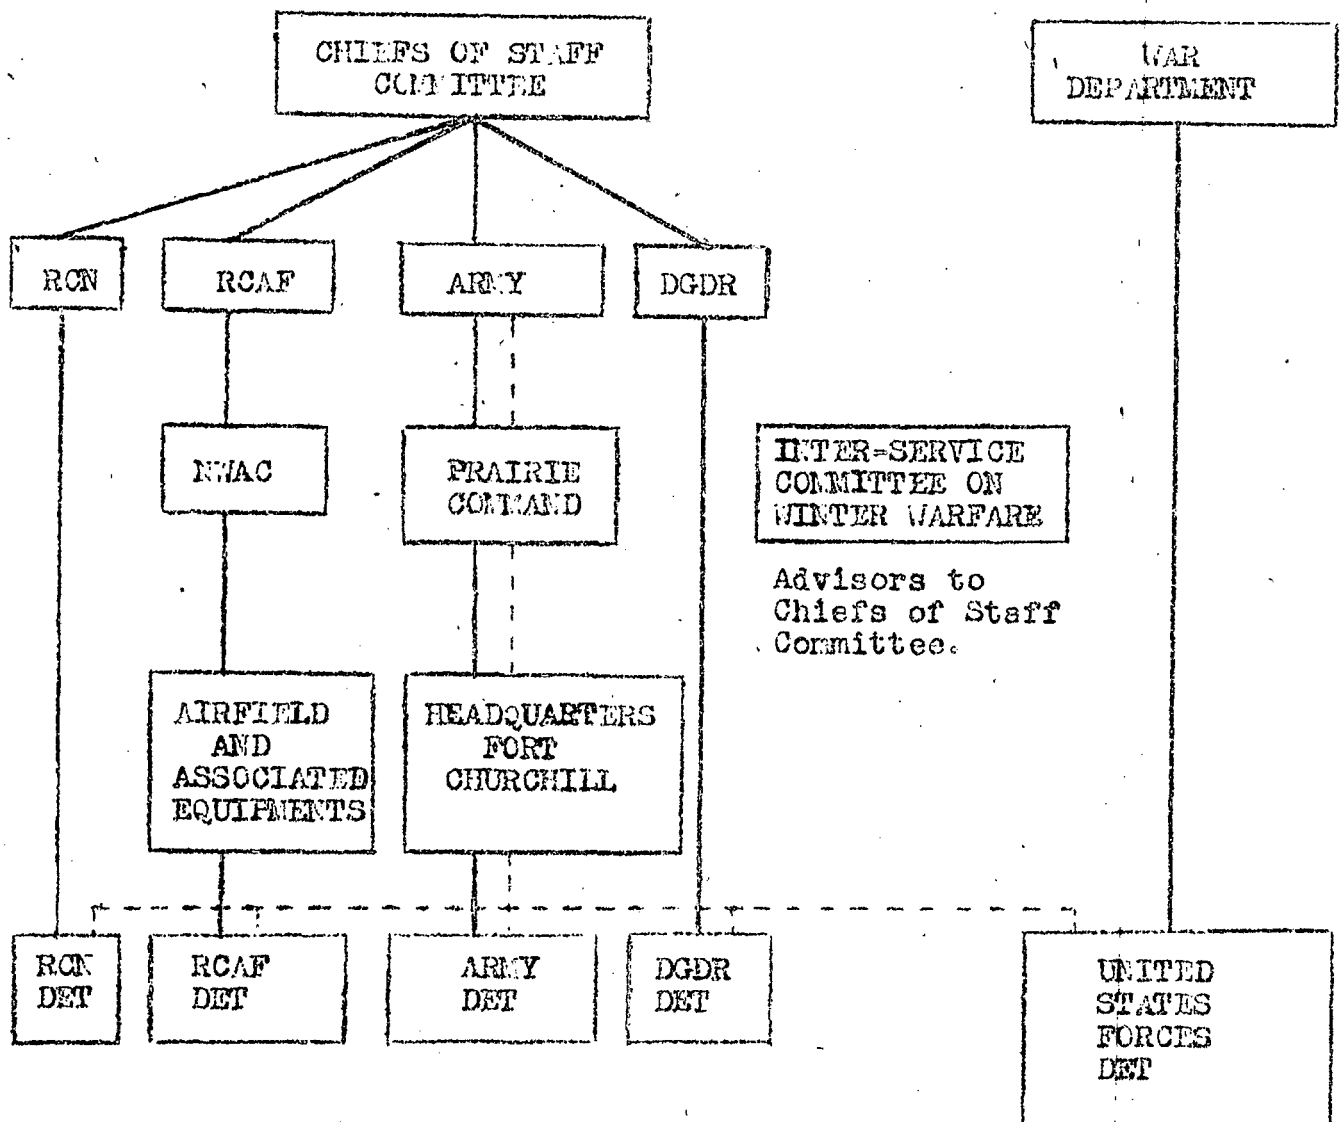 CHIEFS OF STAFF
COMMITTEE
WAR
DEPARTMENT
RCN
RCAF
ARMY
DGDR
NWAC
PRAIRIE
COMMAND
INTER-SERVICE
COMMITTEE ON
WINTER WARFARE
Advisors to
Chiefs of Staff
Committee.
AIRFIELD
AND
ASSOCIATED
EQUIPMENTS
HEADQUARTERS
FORT
CHURCHILL
RCN
DET
RCAF
DET
ARMY
DET
DGDR
DET
UNITED
STATES
FORCES
DET